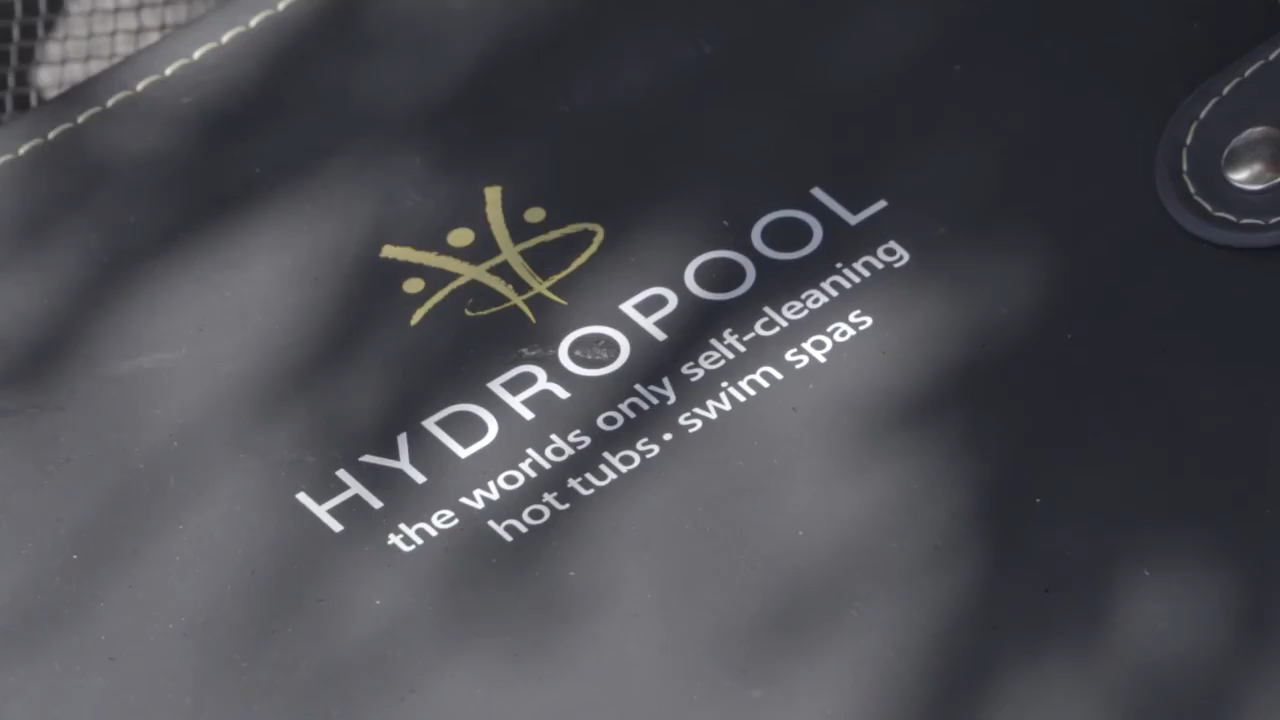 HYDROPOOL
the worlds only self-cleaning
hot tubs • swim spas